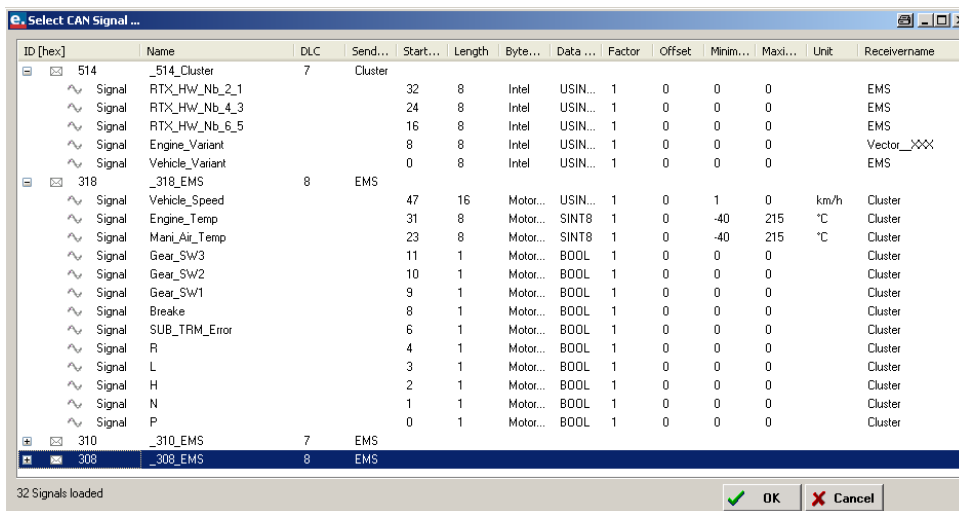 e. Select CAN Signal ...
ID [hex] Name DLC Send... Start... Length Byte... Data ... Factor Offset Minim... Maxi... Unit Receivername
514 _514_Cluster 7 Cluster
Signal RTX_HW_Nb_2_1 32 8 Intel USIN... 1 0 0 0 EMS
Signal RTX_HW_Nb_4_3 24 8 Intel USIN... 1 0 0 0 EMS
Signal RTX_HW_Nb_6_5 16 8 Intel USIN... 1 0 0 0 EMS
Signal Engine_Variant 8 8 Intel USIN... 1 0 0 0 Vector__XXX
Signal Vehicle_Variant 0 8 Intel USIN... 1 0 0 0 EMS
318 _318_EMS 8 EMS
Signal Vehicle_Speed 47 16 Motor... USIN... 1 0 1 0 km/h Cluster
Signal Engine_Temp 31 8 Motor... SINT8 1 0 -40 215 °C Cluster
Signal Mani_Air_Temp 23 8 Motor... SINT8 1 0 -40 215 °C Cluster
Signal Gear_SW3 11 1 Motor... BOOL 1 0 0 0 Cluster
Signal Gear_SW2 10 1 Motor... BOOL 1 0 0 0 Cluster
Signal Gear_SW1 9 1 Motor... BOOL 1 0 0 0 Cluster
Signal Breake 8 1 Motor... BOOL 1 0 0 0 Cluster
Signal SUB_TRM_Error 6 1 Motor... BOOL 1 0 0 0 Cluster
Signal R 4 1 Motor... BOOL 1 0 0 0 Cluster
Signal L 3 1 Motor... BOOL 1 0 0 0 Cluster
Signal H 2 1 Motor... BOOL 1 0 0 0 Cluster
Signal N 1 1 Motor... BOOL 1 0 0 0 Cluster
Signal P 0 1 Motor... BOOL 1 0 0 0 Cluster
310 _310_EMS 7 EMS
308 _308_EMS 8 EMS
32 Signals loaded OK Cancel